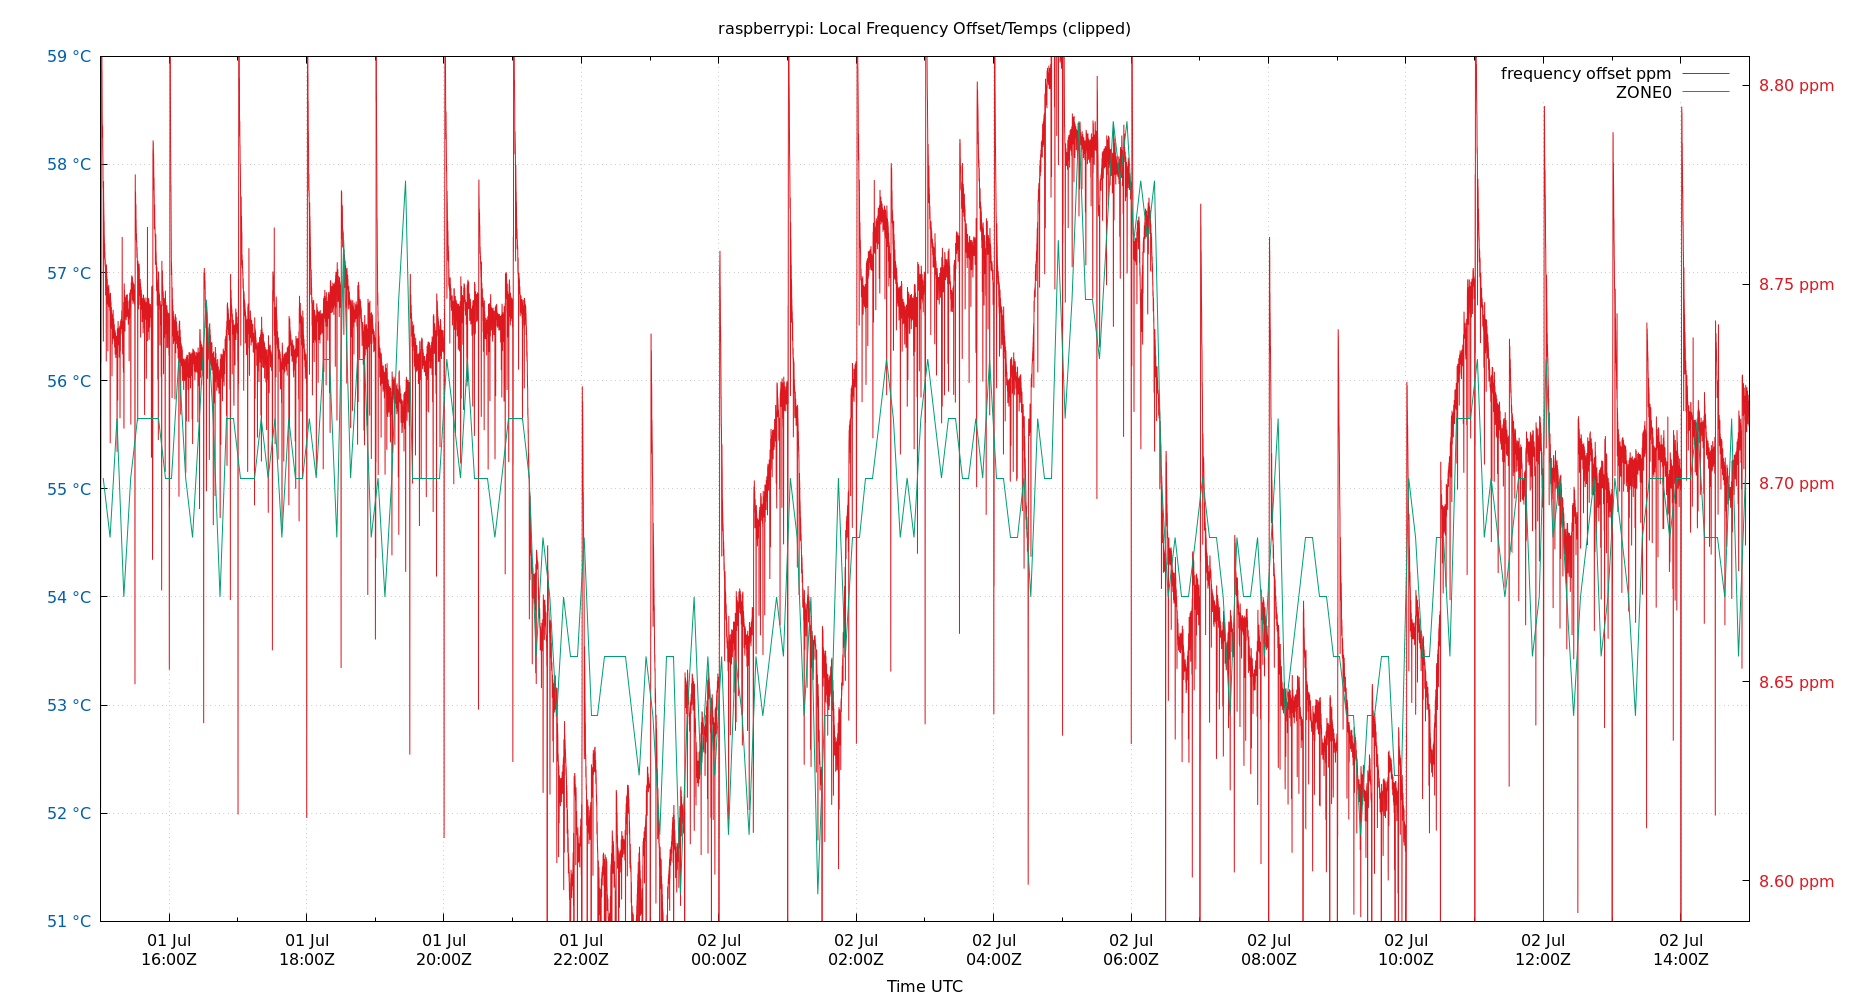 raspberrypi: Local Frequency Offset/Temps (clipped)
59 °C
58 °C
57 °C
56 °C
55 °C
54 °C
53 °C
52 °C
51 °C
frequency offset ppm
ZONE0
8.80 ppm
8.75 ppm
8.70 ppm
8.65 ppm
8.60 ppm
01 Jul 01 Jul 01 Jul 01 Jul 02 Jul 02 Jul 02 Jul 02 Jul 02 Jul 02 Jul 02 Jul 02 Jul
16:00Z 18:00Z 20:00Z 22:00Z 00:00Z 02:00Z 04:00Z 06:00Z 08:00Z 10:00Z 12:00Z 14:00Z
Time UTC